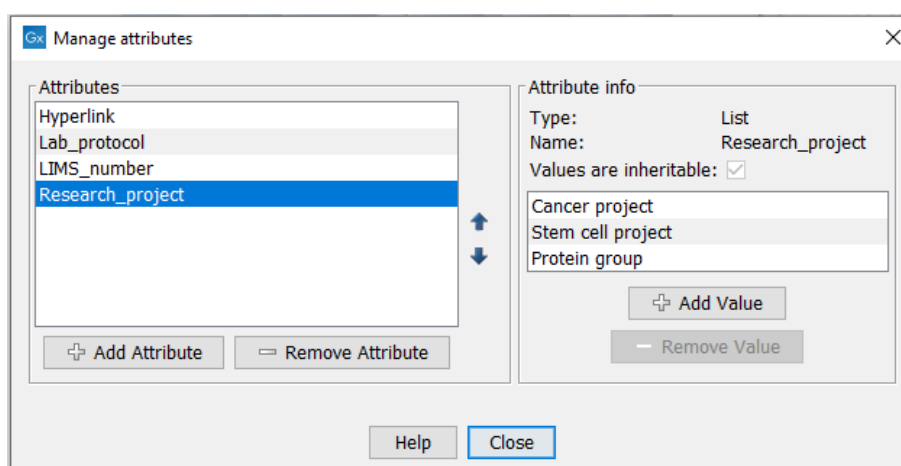 Gx Manage attributes
Attributes
Hyperlink
Lab_protocol
LIMS_number
Research_project
Add Attribute
Remove Attribute
Attribute info
Type: List
Name: Research_project
Values are inheritable:
Cancer project
Stem cell project
Protein group
Add Value
Remove Value
Help
Close